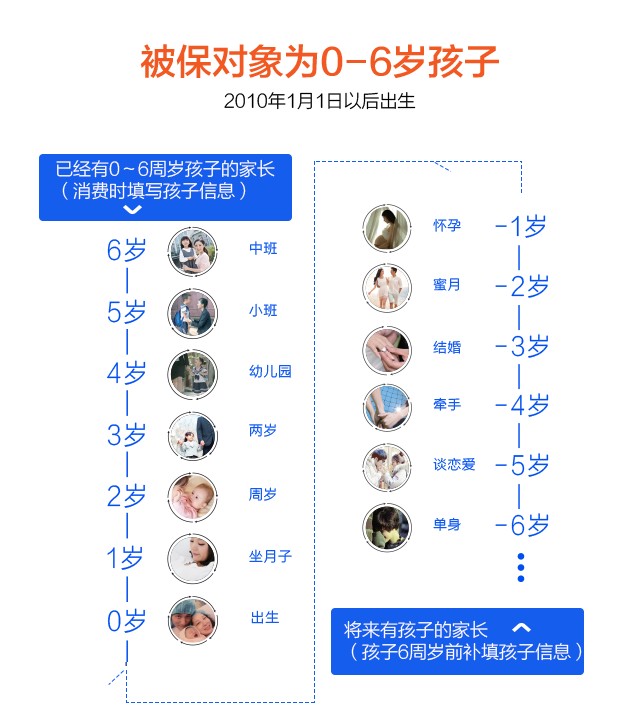 被保对象为0-6岁孩子
2010年1月1日以后出生
已经有0~6周岁孩子的家长
（消费时填写孩子信息）
6岁 中班
5岁 小班
4岁 幼儿园
3岁 两岁
2岁 周岁
1岁 坐月子
0岁 出生
怀孕 -1岁
蜜月 -2岁
结婚 -3岁
牵手 -4岁
谈恋爱 -5岁
单身 -6岁
将来有孩子的家长
（孩子6周岁前补填孩子信息）